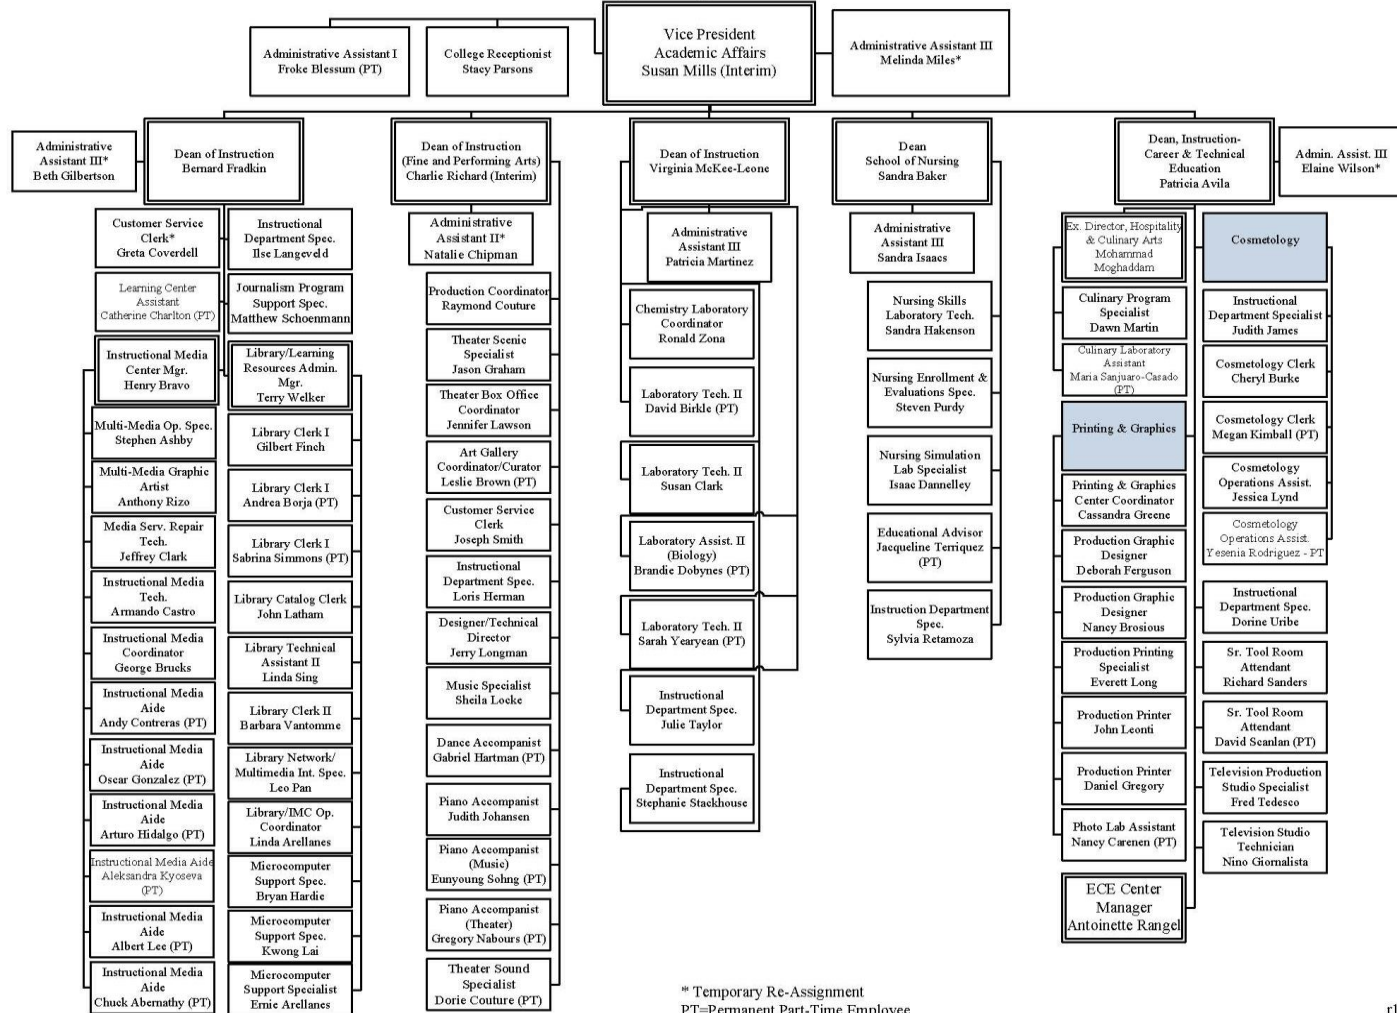 Vice President
Academic Affairs
Susan Mills (Interim)
Administrative Assistant I
Froke Blessum (PT)
College Receptionist
Stacy Parsons
Administrative Assistant III
Melinda Miles*
Administrative
Assistant III*
Beth Gilbertson
Dean of Instruction
Bernard Fradkin
Dean of Instruction
(Fine and Performing Arts)
Charlie Richard (Interim)
Dean of Instruction
Virginia McKee-Leone
Dean
School of Nursing
Sandra Baker
Dean, Instruction-
Career & Technical
Education
Patricia Avila
Admin. Assist. III
Elaine Wilson*
Customer Service
Clerk*
Greta Coverdell
Learning Center
Assistant
Catherine Charlton (PT)
Instructional Media
Center Mgr.
Henry Bravo
Multi-Media Op. Spec.
Stephen Ashby
Multi-Media Graphic
Artist
Anthony Rizo
Media Serv. Repair
Tech.
Jeffrey Clark
Instructional Media
Tech.
Armando Castro
Instructional Media
Coordinator
George Brucks
Instructional Media
Aide
Andy Contreras (PT)
Instructional Media
Aide
Oscar Gonzalez (PT)
Instructional Media
Aide
Arturo Hidalgo (PT)
Instructional Media Aide
Aleksandra Kyoseva
(PT)
Instructional Media
Aide
Albert Lee (PT)
Instructional Media
Aide
Chuck Abernathy (PT)
Instructional
Department Spec.
Ilse Langeveld
Journalism Program
Support Spec.
Matthew Schoenmann
Library/Learning
Resources Admin.
Mgr.
Terry Welker
Library Clerk I
Gilbert Finch
Library Clerk I
Andrea Borja (PT)
Library Clerk I
Sabrina Simmons (PT)
Library Catalog Clerk
John Latham
Library Technical
Assistant II
Linda Sing
Library Clerk II
Barbara Vantomme
Library Network/
Multimedia Int. Spec.
Leo Pan
Library/IMC Op.
Coordinator
Linda Arellanes
Microcomputer
Support Spec.
Bryan Hardie
Microcomputer
Support Spec.
Kwong Lai
Microcomputer
Support Specialist
Ernie Arellanes
Administrative
Assistant II*
Natalie Chipman
Production Coordinator
Raymond Couture
Theater Scenic
Specialist
Jason Graham
Theater Box Office
Coordinator
Jennifer Lawson
Art Gallery
Coordinator/Curator
Leslie Brown (PT)
Customer Service
Clerk
Joseph Smith
Instructional
Department Spec.
Loris Herman
Designer/Technical
Director
Jerry Longman
Music Specialist
Sheila Locke
Dance Accompanist
Gabriel Hartman (PT)
Piano Accompanist
Judith Johansen
Piano Accompanist
(Music)
Eunyoung Sohng (PT)
Piano Accompanist
(Theater)
Gregory Nabours (PT)
Theater Sound
Specialist
Dorie Couture (PT)
Administrative
Assistant III
Patricia Martinez
Chemistry Laboratory
Coordinator
Ronald Zona
Laboratory Tech. II
David Birkle (PT)
Laboratory Tech. II
Susan Clark
Laboratory Assist. II
(Biology)
Brandie Dobynes (PT)
Laboratory Tech. II
Sarah Yearyean (PT)
Instructional
Department Spec.
Julie Taylor
Instructional
Department Spec.
Stephanie Stackhouse
Administrative
Assistant III
Sandra Isaacs
Nursing Skills
Laboratory Tech.
Sandra Hakenson
Nursing Enrollment &
Evaluations Spec.
Steven Purdy
Nursing Simulation
Lab Specialist
Isaac Dannelley
Educational Advisor
Jacqueline Terriquez
(PT)
Instruction Department
Spec.
Sylvia Retamoza
Ex. Director, Hospitality
& Culinary Arts
Mohammad
Moghaddam
Culinary Program
Specialist
Dawn Martin
Culinary Laboratory
Assistant
Maria Sanjuaro-Casado
(PT)
Printing & Graphics
Printing & Graphics
Center Coordinator
Cassandra Greene
Production Graphic
Designer
Deborah Ferguson
Production Graphic
Designer
Nancy Brosious
Production Printing
Specialist
Everett Long
Production Printer
John Leonti
Production Printer
Daniel Gregory
Photo Lab Assistant
Nancy Carenen (PT)
ECE Center
Manager
Antoinette Rangel
Cosmetology
Instructional
Department Specialist
Judith James
Cosmetology Clerk
Cheryl Burke
Cosmetology Clerk
Megan Kimball (PT)
Cosmetology
Operations Assist.
Jessica Lynd
Cosmetology
Operations Assist.
Yesenia Rodriguez - PT
Instructional
Department Spec.
Dorine Uribe
Sr. Tool Room
Attendant
Richard Sanders
Sr. Tool Room
Attendant
David Scanlan (PT)
Television Production
Studio Specialist
Fred Tedesco
Television Studio
Technician
Nino Giornalista
* Temporary Re-Assignment
PT=Permanent Part-Time Employee